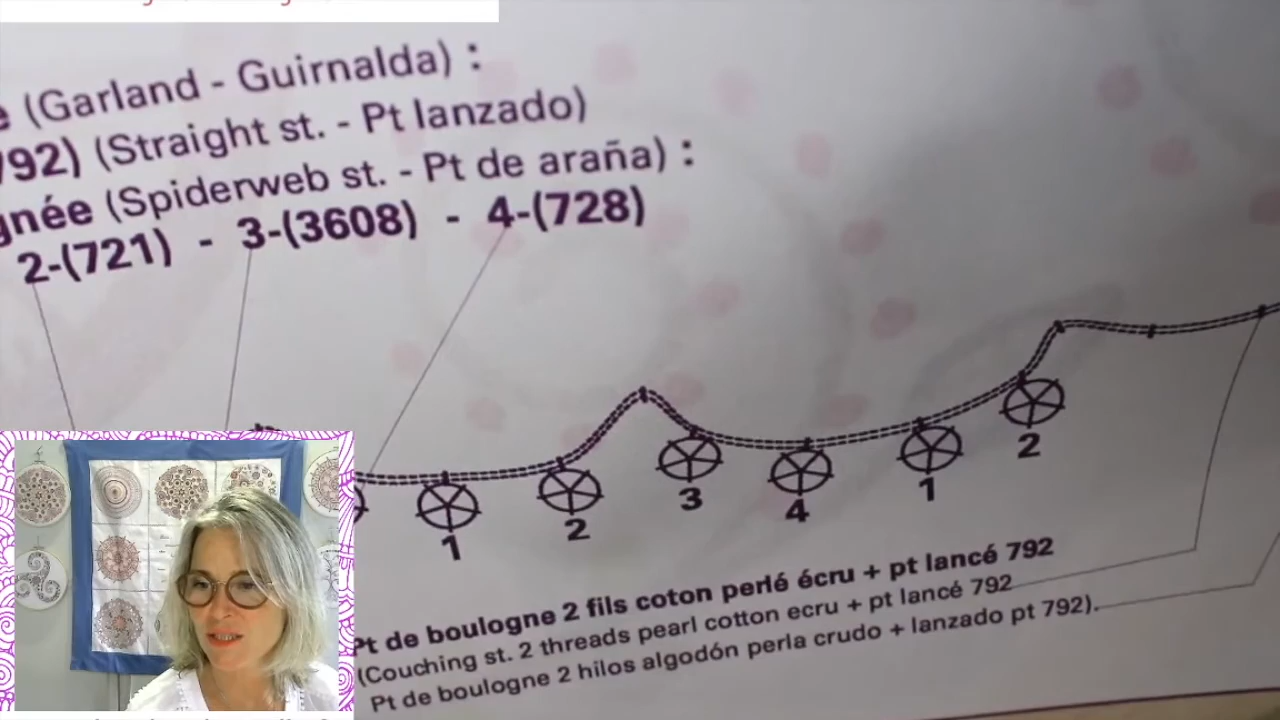 (Garland - Guirnalda) :
792) (Straight st. - Pt lanzado)
gnée (Spiderweb st. - Pt de araña) :
2-(721) - 3-(3608) - 4-(728)
1 2 3 4 1 2
Pt de boulogne 2 fils coton perlé écru + pt lancé 792
(Couching st. 2 threads pearl cotton ecru + pt lancé 792
Pt de boulogne 2 hilos algodón perla crudo + lanzado pt 792).